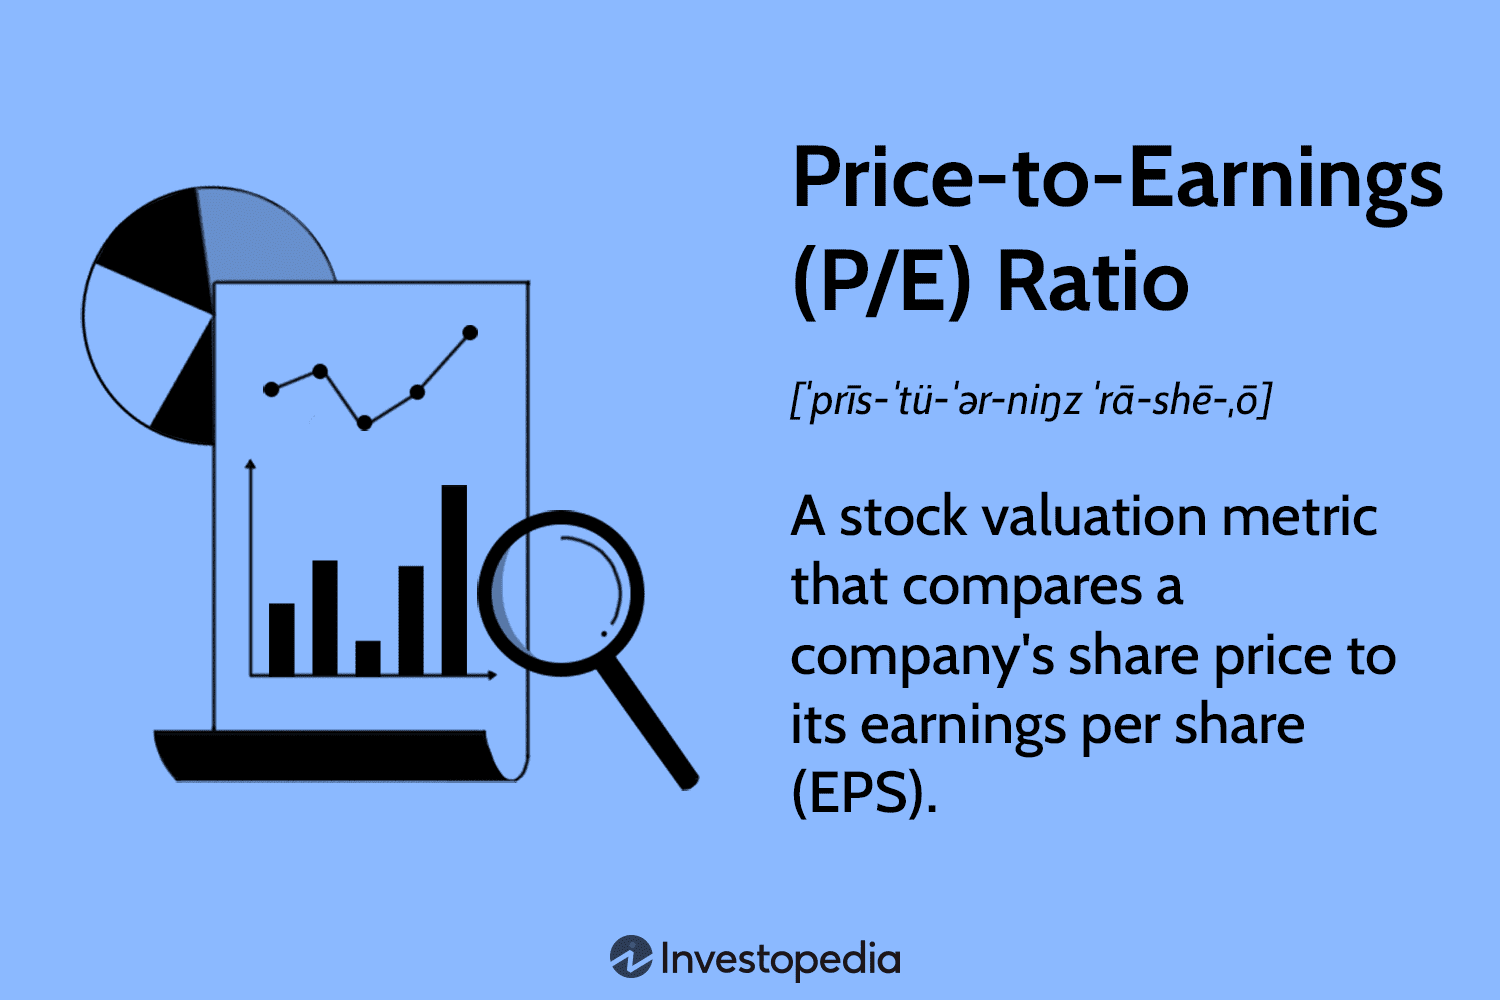 Price-to-Earnings
(P/E) Ratio
[ˈprīs-ˈtü-ˈər-niŋz ˈrā-shē-ˌō]
A stock valuation metric
that compares a
company's share price to
its earnings per share
(EPS).
Investopedia